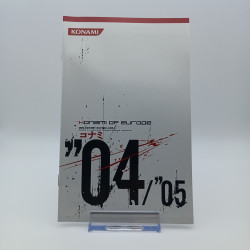 KONAMI
Konami of Europe
コナミ
"04/"05